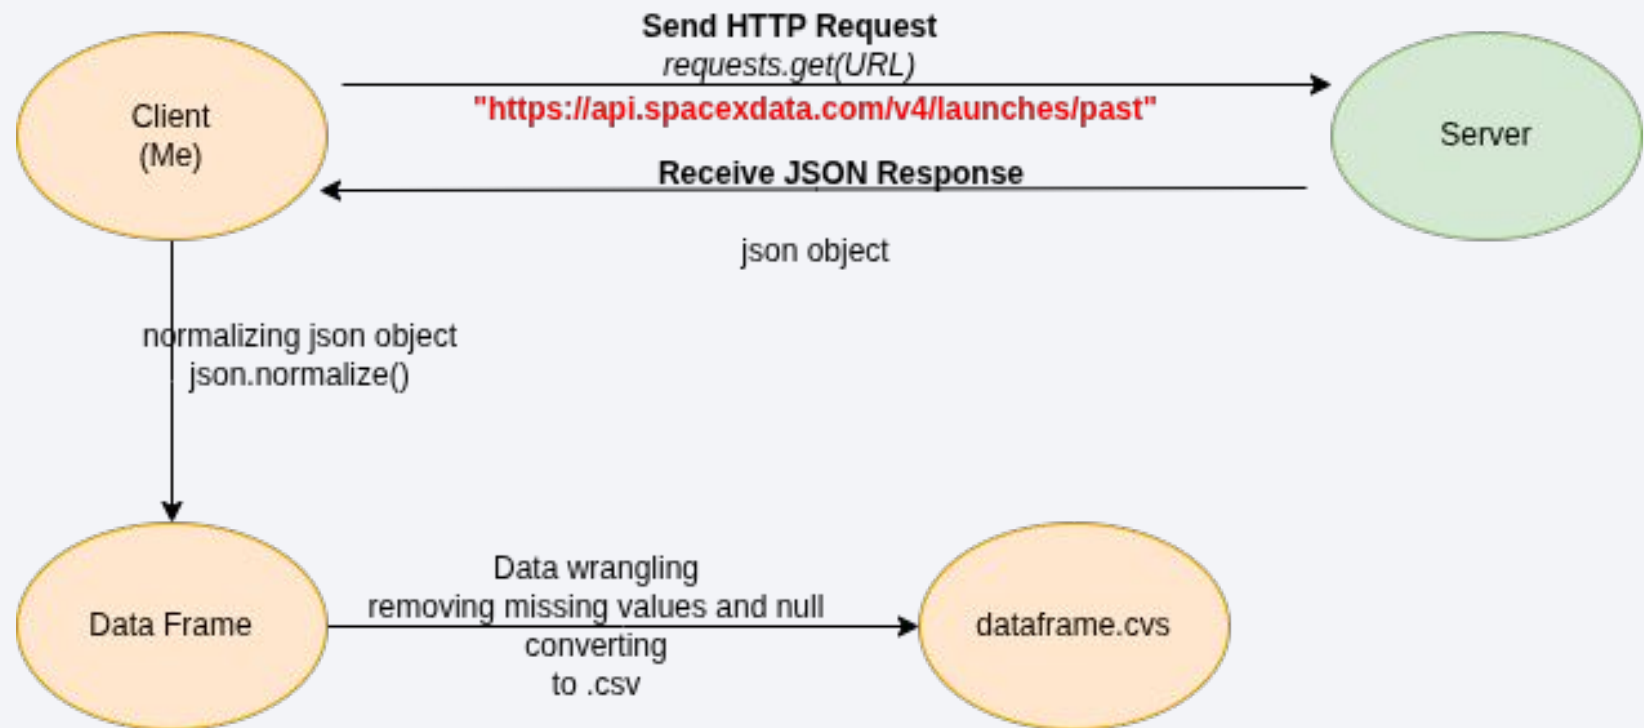 Send HTTP Request
requests.get(URL)
"https://api.spacexdata.com/v4/launches/past"
Client
(Me)
Server
Receive JSON Response
json object
normalizing json object
json.normalize()
Data Frame
Data wrangling
removing missing values and null
converting
to .csv
dataframe.cvs